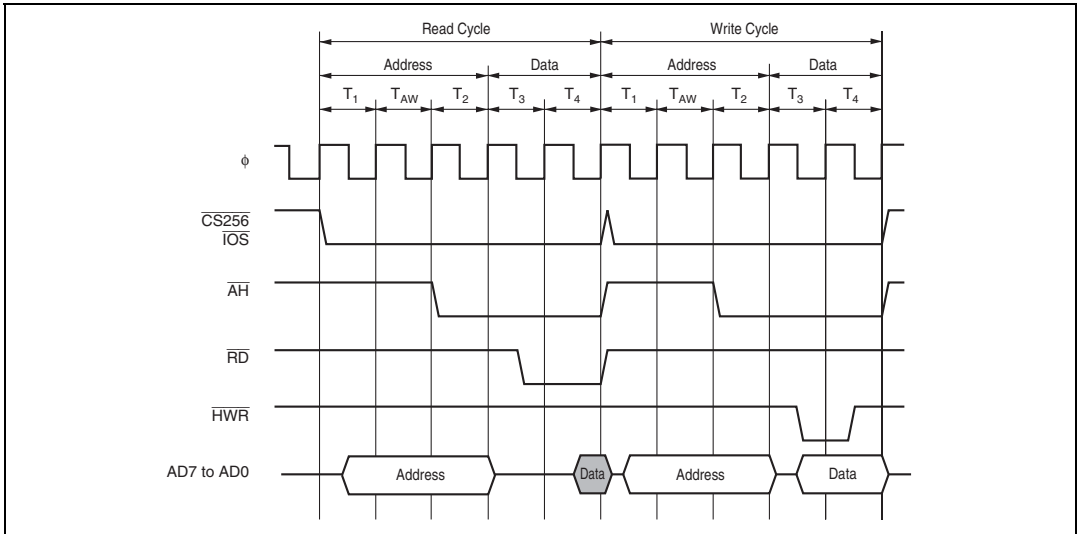 Read Cycle Write Cycle
Address Data Address Data
T1 TAW T2 T3 T4 T1 TAW T2 T3 T4
ϕ
CS256
IOS
AH
RD
HWR
AD7 to AD0 Address Data Address Data